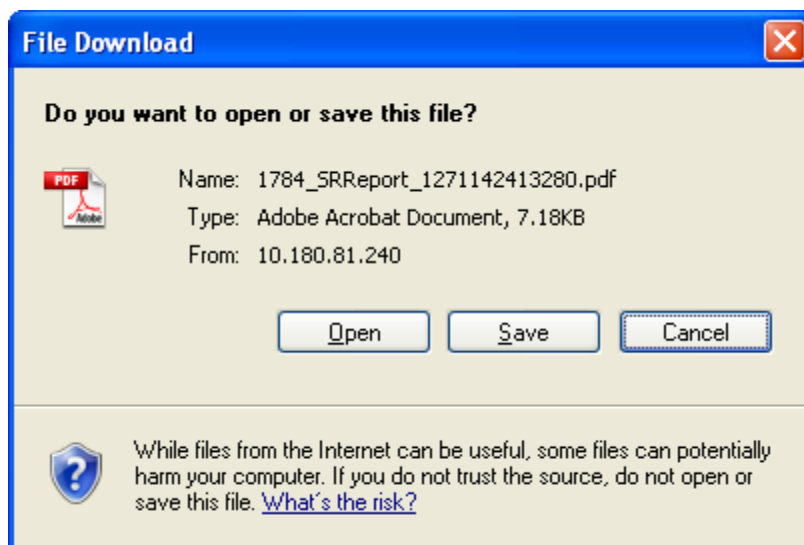 File Download
Do you want to open or save this file?
PDF
Adobe
Name: 1784_SRReport_1271142413280.pdf
Type: Adobe Acrobat Document, 7.18KB
From: 10.180.81.240
Open Save Cancel
While files from the Internet can be useful, some files can potentially
harm your computer. If you do not trust the source, do not open or
save this file. What's the risk?